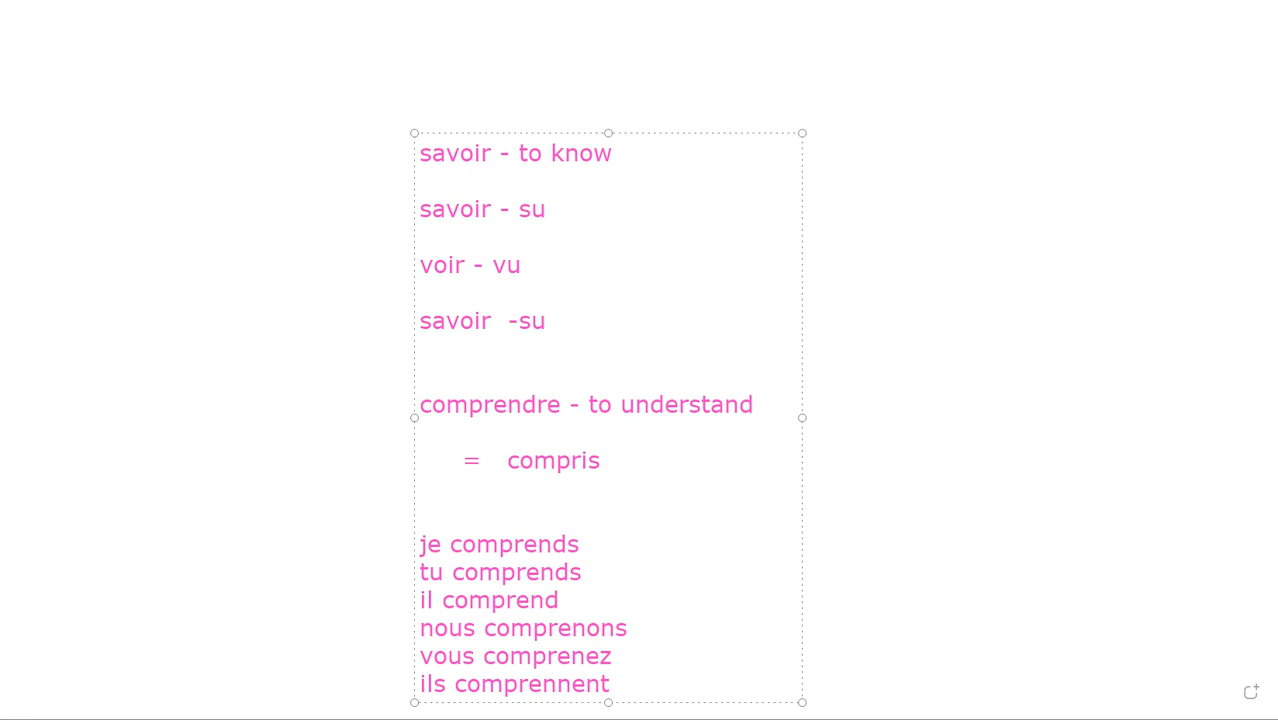 savoir - to know
savoir - su
voir - vu
savoir  -su
comprendre - to understand
=   compris
je comprends
tu comprends
il comprend
nous comprenons
vous comprenez
ils comprennent